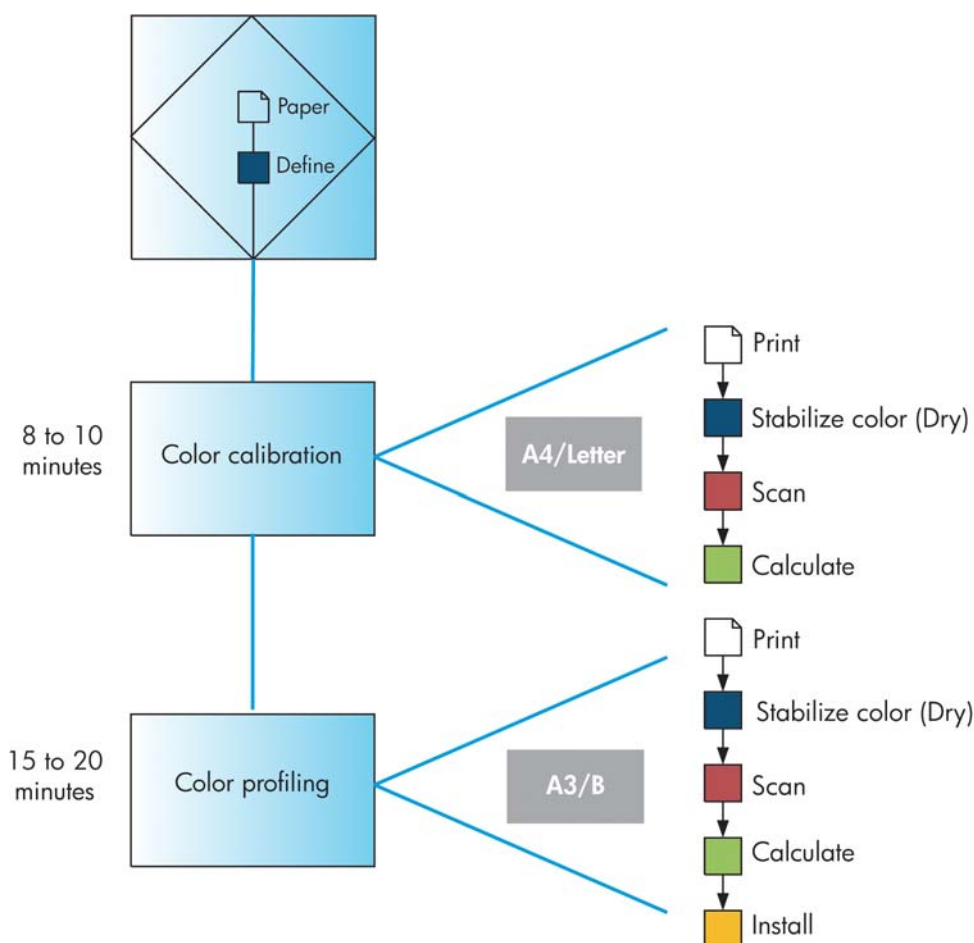 Paper
Define
8 to 10
minutes
Color calibration
A4/Letter
Print
Stabilize color (Dry)
Scan
Calculate
15 to 20
minutes
Color profiling
A3/B
Print
Stabilize color (Dry)
Scan
Calculate
Install